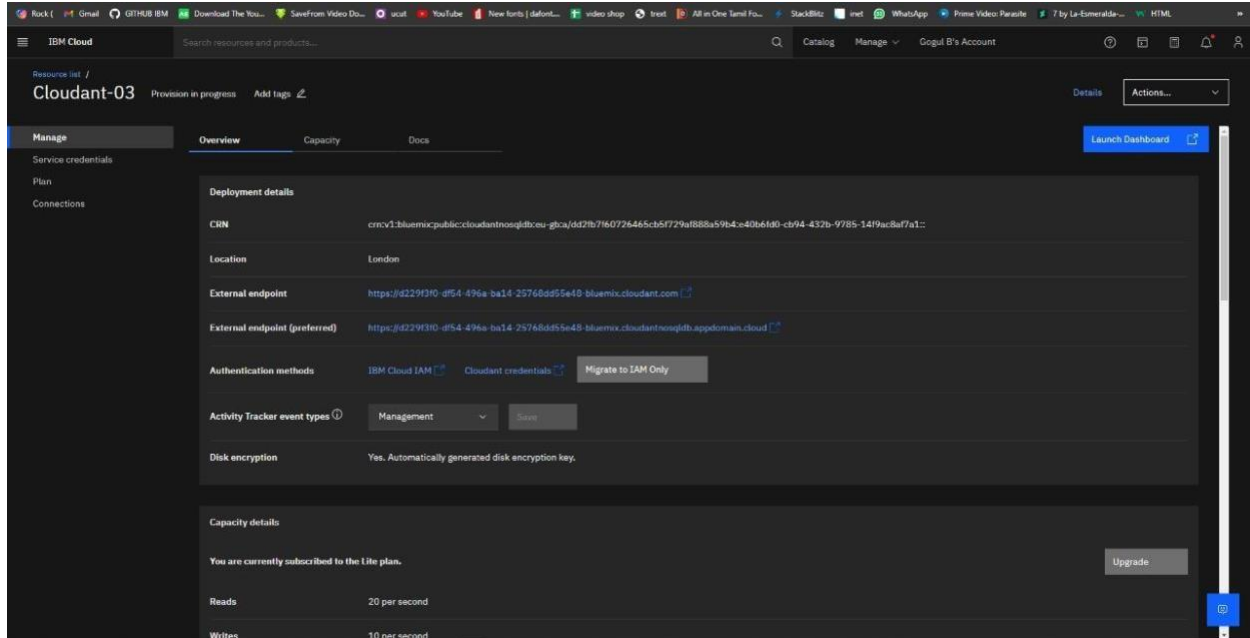 Rock ( Gmail GITHUB IBM Download The You... SaveFrom Video Do... ucat YouTube New fonts | dafont... video shop trext All in One Tamil Fo... StackBlitz inet WhatsApp Prime Video: Parasite 7 by La-Esmeralda-... HTML »
IBM Cloud Search resources and products... Catalog Manage Gogul B's Account
Resource list /
Cloudant-03 Provision in progress Add tags Details Actions...
Manage Overview Capacity Docs Launch Dashboard
Service credentials
Plan
Connections
Deployment details
CRN crn:v1:bluemix:public:cloudantnosqldb:eu-gb:a/dd2fb7f60726465cb5f729af888a59b4:e40b6fd0-cb94-432b-9785-14f9ac8af7a1::
Location London
External endpoint https://d229f3f0-df54-496a-ba14-25768dd55e48-bluemix.cloudant.com
External endpoint (preferred) https://d229f3f0-df54-496a-ba14-25768dd55e48-bluemix.cloudantnosqldb.appdomain.cloud
Authentication methods IBM Cloud IAM Cloudant credentials Migrate to IAM Only
Activity Tracker event types Management Save
Disk encryption Yes. Automatically generated disk encryption key.
Capacity details
You are currently subscribed to the Lite plan. Upgrade
Reads 20 per second
Writes 10 per second